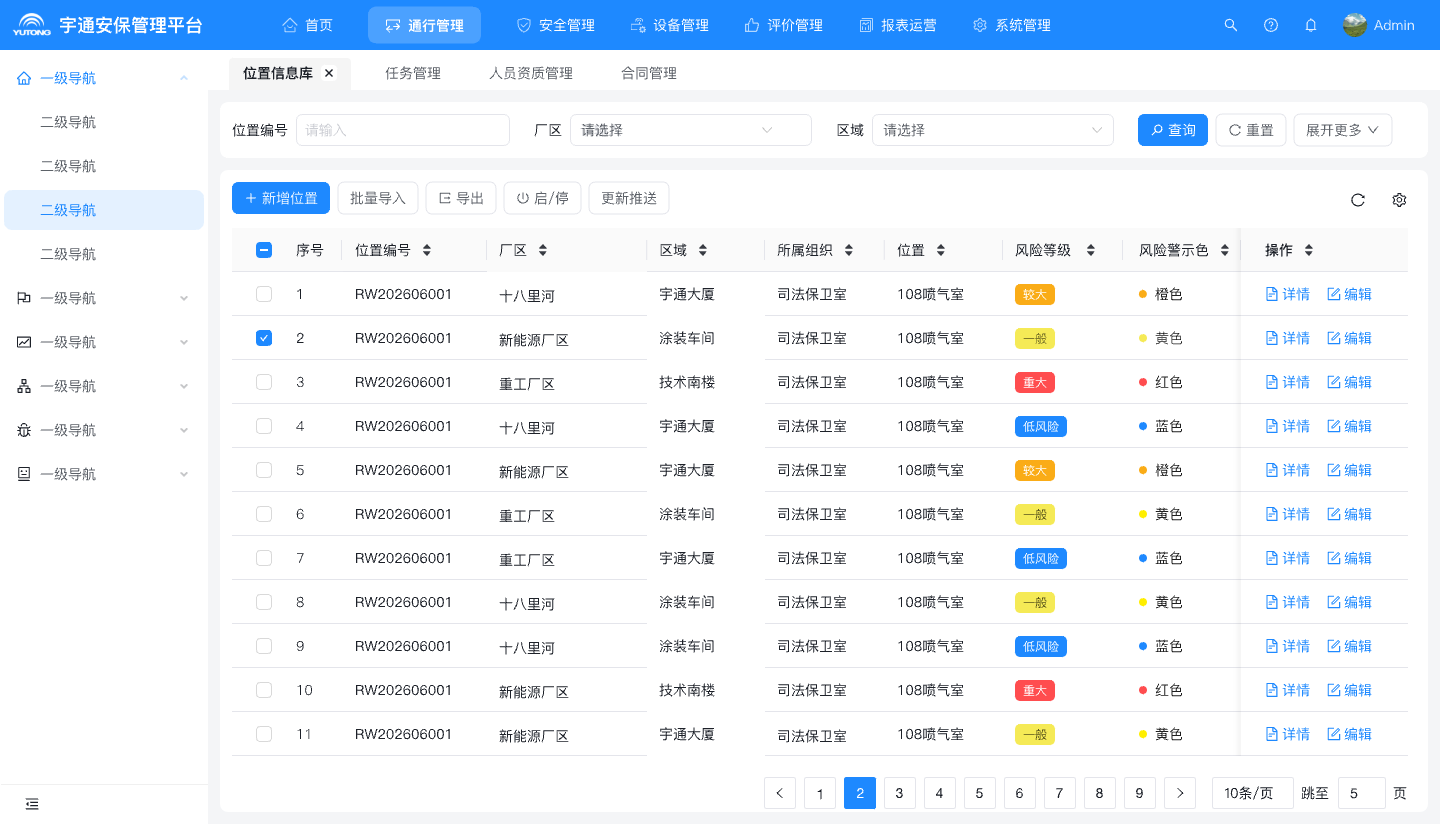 YUTONG 宇通安保管理平台 首页 通行管理 安全管理 设备管理 评价管理 报表运营 系统管理 Admin
一级导航
二级导航
二级导航
二级导航
二级导航
一级导航
一级导航
一级导航
一级导航
一级导航
位置信息库 任务管理 人员资质管理 合同管理
位置编号 请输入 厂区 请选择 区域 请选择 查询 重置 展开更多
新增位置 批量导入 导出 启/停 更新推送
序号 位置编号 厂区 区域 所属组织 位置 风险等级 风险警示色 操作
1 RW202606001 十八里河 宇通大厦 司法保卫室 108喷气室 较大 橙色 详情 编辑
2 RW202606001 新能源厂区 涂装车间 司法保卫室 108喷气室 一般 黄色 详情 编辑
3 RW202606001 重工厂区 技术南楼 司法保卫室 108喷气室 重大 红色 详情 编辑
4 RW202606001 十八里河 宇通大厦 司法保卫室 108喷气室 低风险 蓝色 详情 编辑
5 RW202606001 新能源厂区 宇通大厦 司法保卫室 108喷气室 较大 橙色 详情 编辑
6 RW202606001 重工厂区 涂装车间 司法保卫室 108喷气室 一般 黄色 详情 编辑
7 RW202606001 重工厂区 宇通大厦 司法保卫室 108喷气室 低风险 蓝色 详情 编辑
8 RW202606001 十八里河 涂装车间 司法保卫室 108喷气室 一般 黄色 详情 编辑
9 RW202606001 十八里河 涂装车间 司法保卫室 108喷气室 低风险 蓝色 详情 编辑
10 RW202606001 新能源厂区 技术南楼 司法保卫室 108喷气室 重大 红色 详情 编辑
11 RW202606001 新能源厂区 宇通大厦 司法保卫室 108喷气室 一般 黄色 详情 编辑
1 2 3 4 5 6 7 8 9 10条/页 跳至 5 页